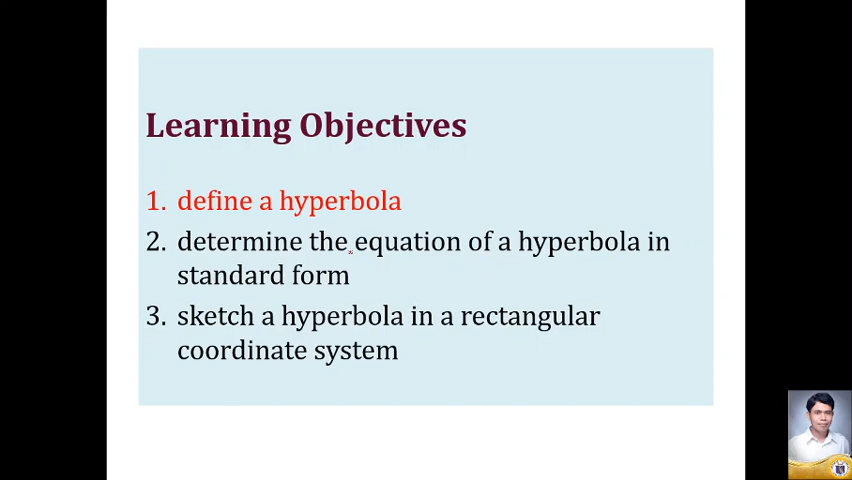 Learning Objectives
1. define a hyperbola
2. determine the equation of a hyperbola in
standard form
3. sketch a hyperbola in a rectangular
coordinate system